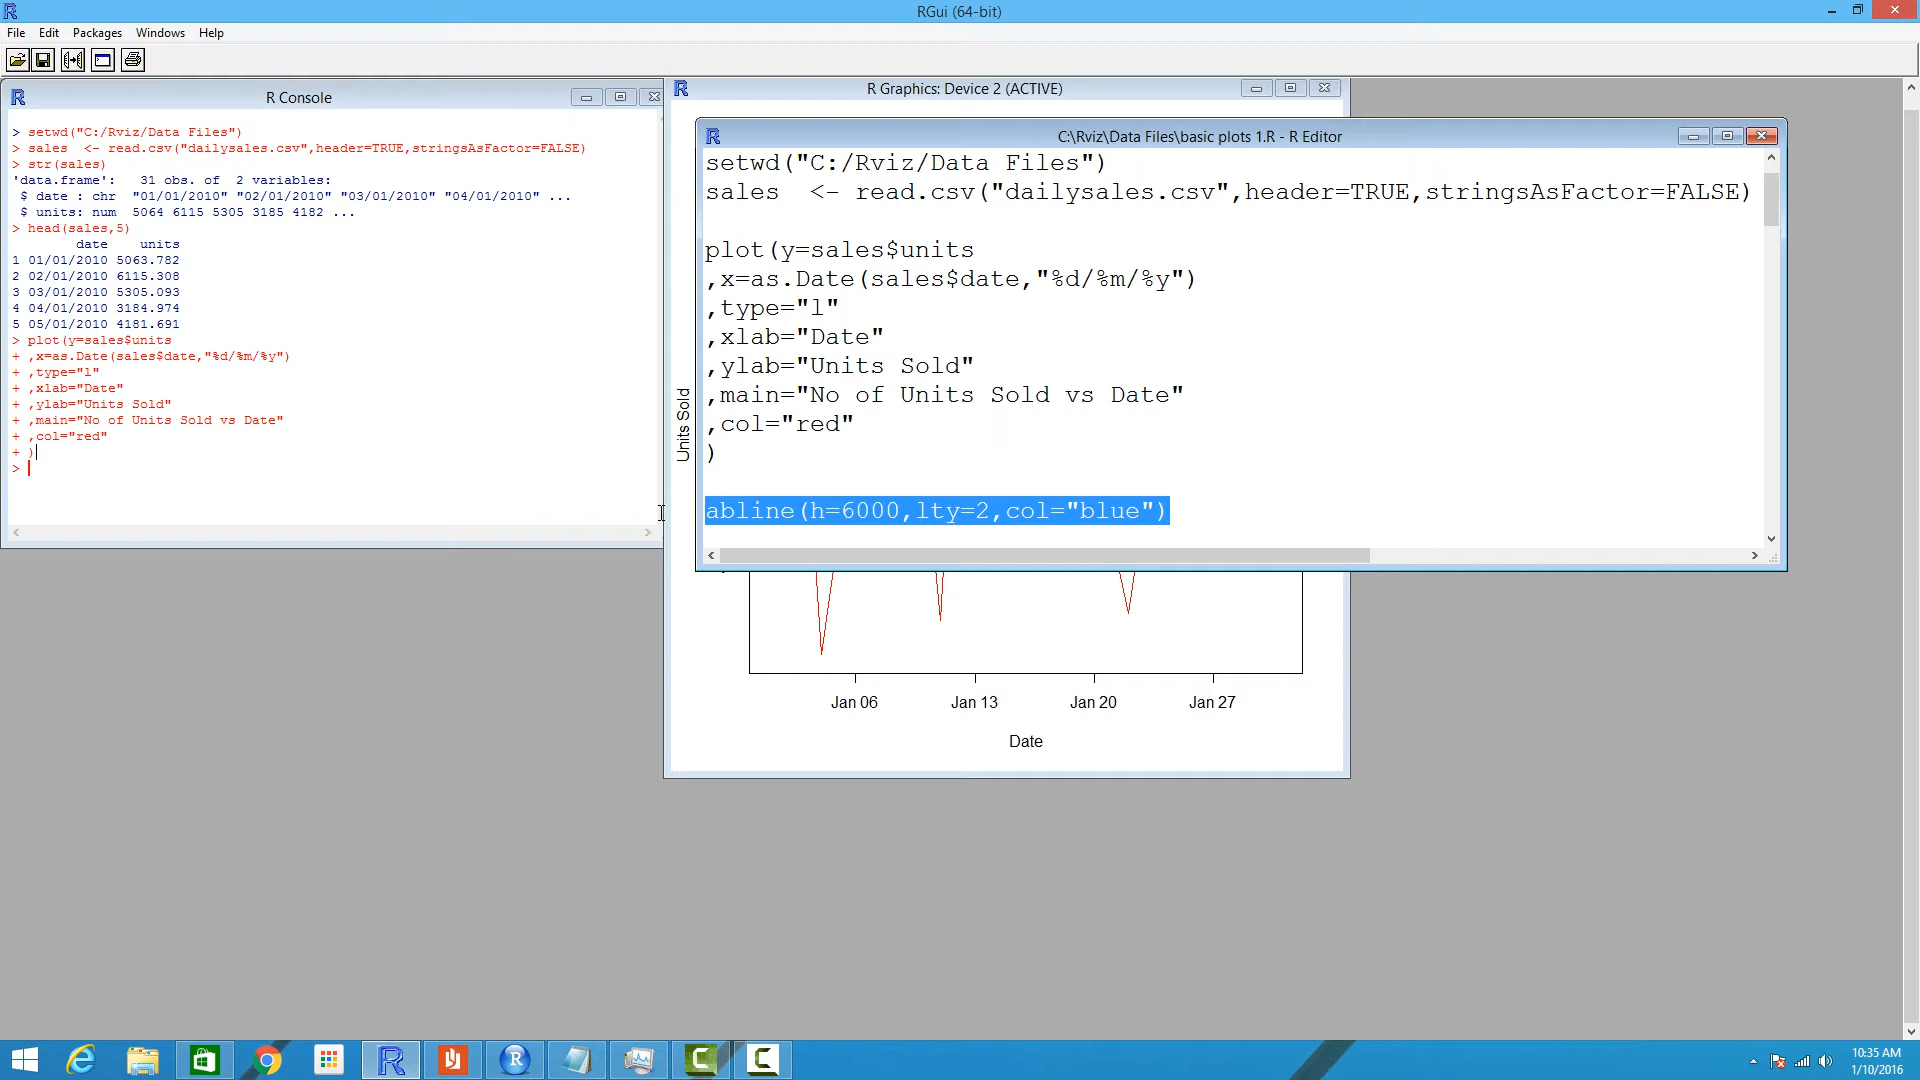 RGui (64-bit)
File Edit Packages Windows Help
R Console
> setwd("C:/Rviz/Data Files")
> sales  <- read.csv("dailysales.csv",header=TRUE,stringsAsFactor=FALSE)
> str(sales)
'data.frame':   31 obs. of  2 variables:
 $ date : chr  "01/01/2010" "02/01/2010" "03/01/2010" "04/01/2010" ...
 $ units: num  5064 6115 5305 3185 4182 ...
> head(sales,5)
        date    units
1 01/01/2010 5063.782
2 02/01/2010 6115.308
3 03/01/2010 5305.093
4 04/01/2010 3184.974
5 05/01/2010 4181.691
> plot(y=sales$units
+ ,x=as.Date(sales$date,"%d/%m/%y")
+ ,type="l"
+ ,xlab="Date"
+ ,ylab="Units Sold"
+ ,main="No of Units Sold vs Date"
+ ,col="red"
+ )
>
R Graphics: Device 2 (ACTIVE)
Units Sold
Jan 06 Jan 13 Jan 20 Jan 27
Date
C:\Rviz\Data Files\basic plots 1.R - R Editor
setwd("C:/Rviz/Data Files")
sales  <- read.csv("dailysales.csv",header=TRUE,stringsAsFactor=FALSE)
plot(y=sales$units
,x=as.Date(sales$date,"%d/%m/%y")
,type="l"
,xlab="Date"
,ylab="Units Sold"
,main="No of Units Sold vs Date"
,col="red"
)
abline(h=6000,lty=2,col="blue")
10:35 AM
1/10/2016